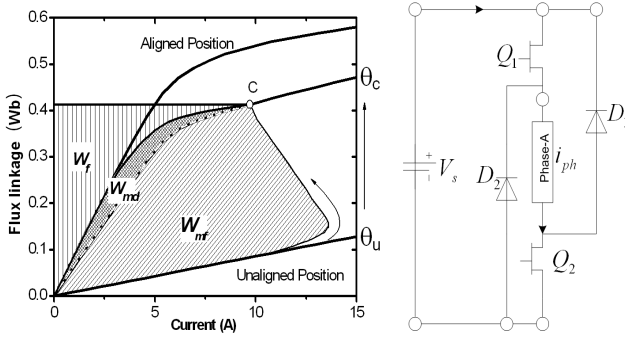 0.6
0.5
0.4
0.3
0.2
0.1
0.0
Flux linkage (Wb)
Aligned Position
C
θc
Wf
Wmd
Wmf
θu
Unaligned Position
0
5
10
15
Current (A)
Q1
D2
Phase-A
iph
+
Vs
-
Q2